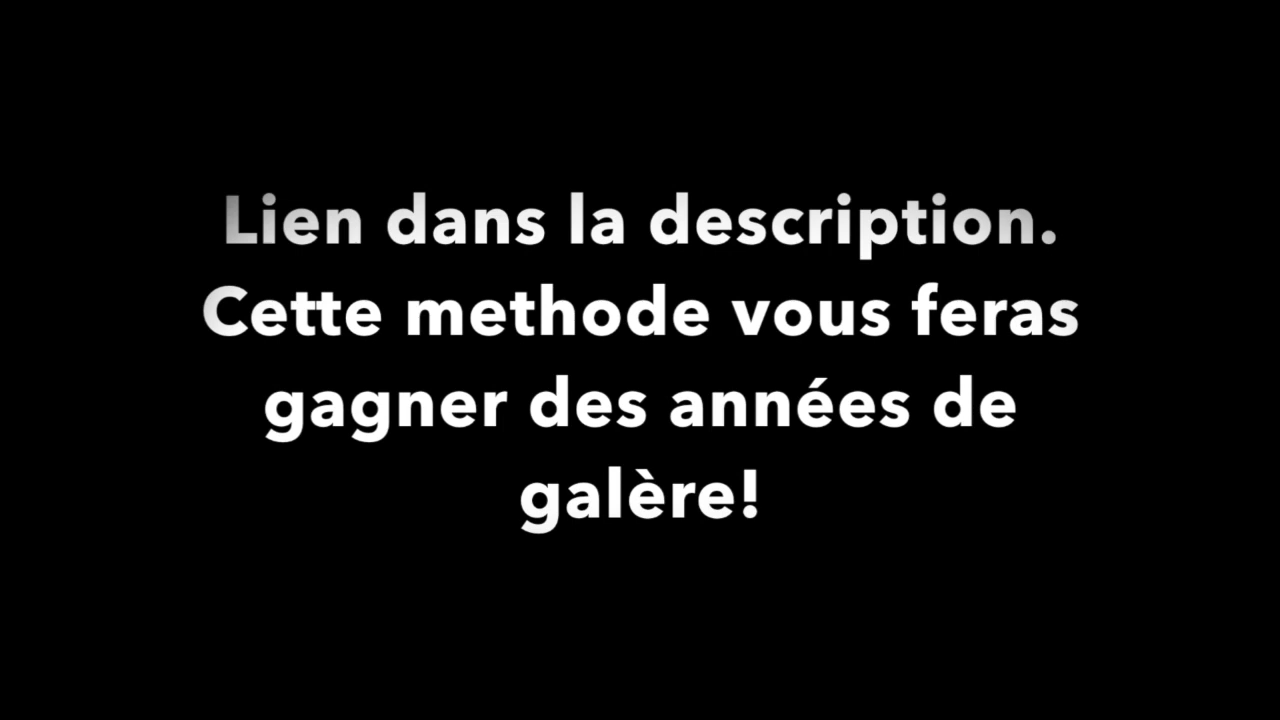 Lien dans la description.
Cette methode vous feras
gagner des années de
galère!